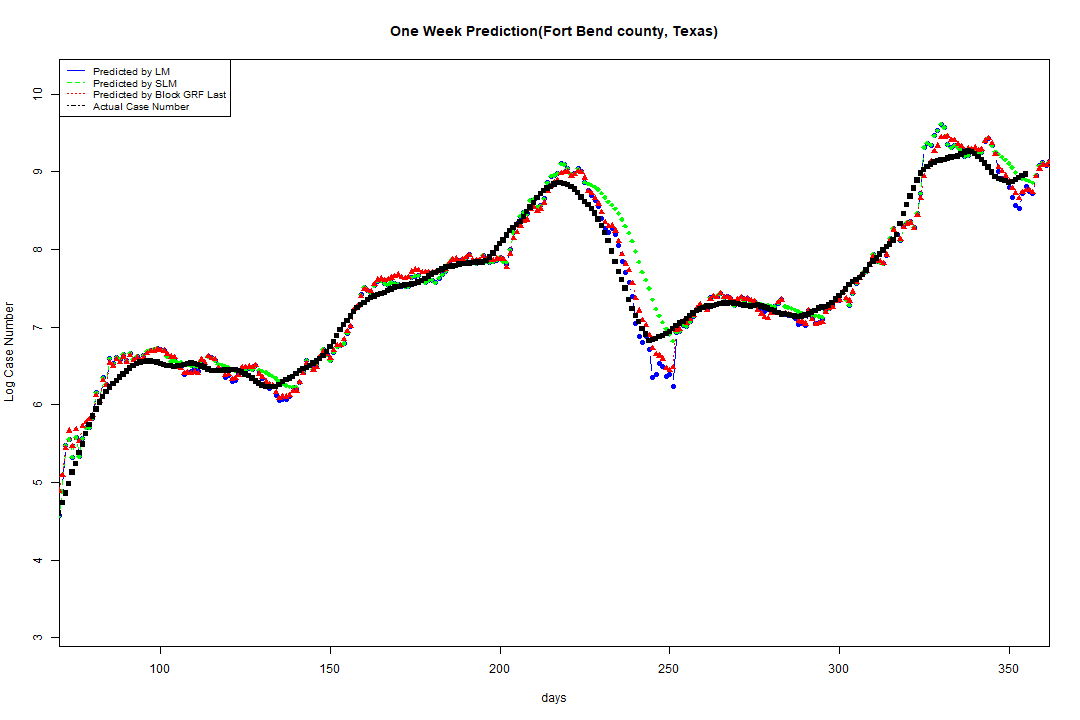 One Week Prediction(Fort Bend county, Texas)
Predicted by LM
Predicted by SLM
Predicted by Block GRF Last
Actual Case Number
Log Case Number
10
9
8
7
6
5
4
3
100 150 200 250 300 350
days